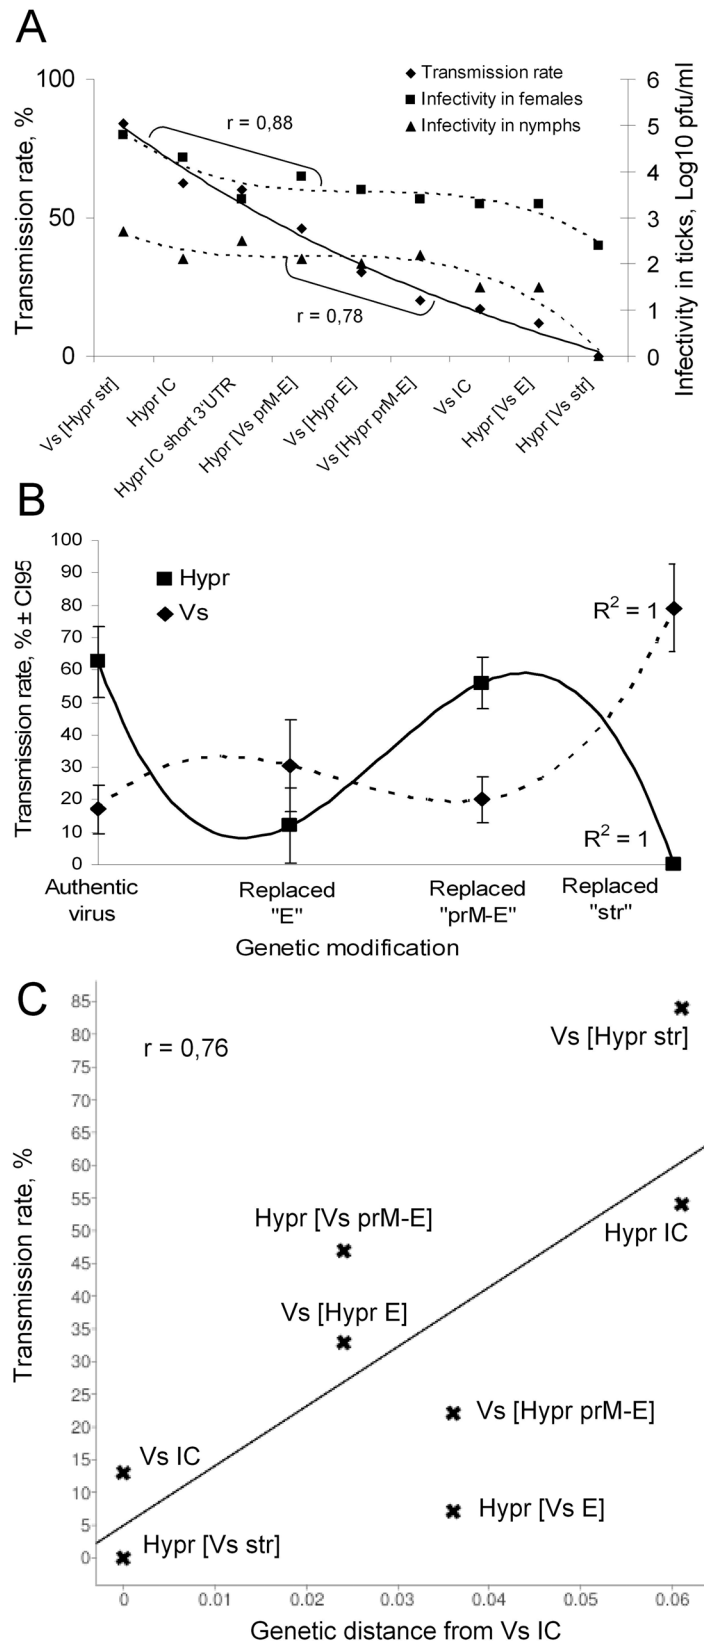 A
Transmission rate, %
100
50
0
Transmission rate
Infectivity in females
Infectivity in nymphs
r = 0,88
r = 0,78
6
5
4
3
2
1
0
Infectivity in ticks, Log10 pfu/ml
Vs [Hypr str]
Hypr IC
Hypr IC short 3'UTR
Hypr [Vs prM-E]
Vs [Hypr E]
Vs [Hypr prM-E]
Vs IC
Hypr [Vs E]
Hypr [Vs str]
B
Transmission rate, % ± CI95
100
90
80
70
60
50
40
30
20
10
0
Hypr
Vs
R² = 1
R² = 1
Authentic
virus
Replaced
"E"
Replaced
"prM-E"
Replaced
"str"
Genetic modification
C
Transmission rate, %
85
80
75
70
65
60
55
50
45
40
35
30
25
20
15
10
5
0
r = 0,76
Vs [Hypr str]
Hypr IC
Hypr [Vs prM-E]
Vs [Hypr E]
Vs [Hypr prM-E]
Vs IC
Hypr [Vs E]
Hypr [Vs str]
0 0.01 0.02 0.03 0.04 0.05 0.06
Genetic distance from Vs IC